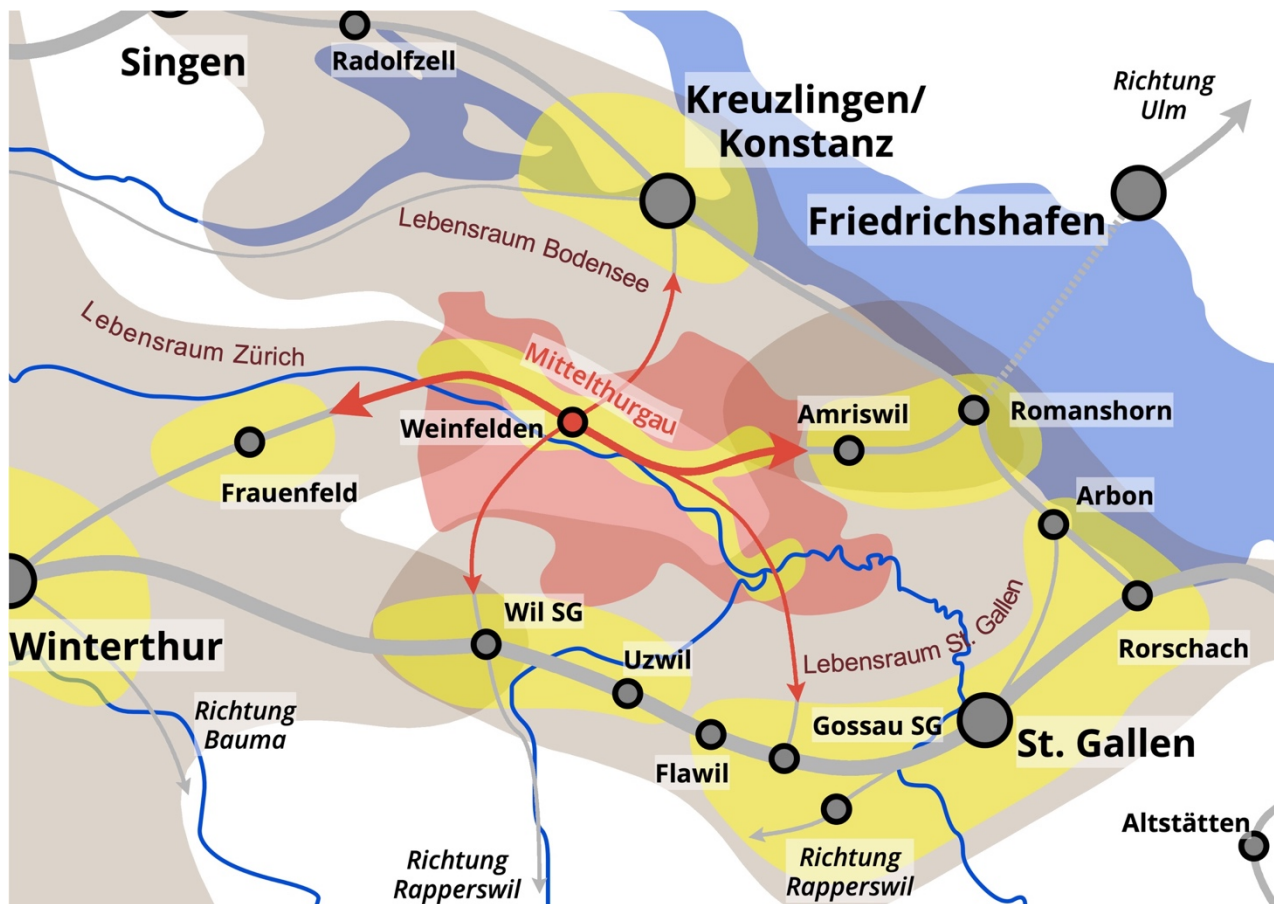 Singen
Radolfzell
Kreuzlingen/
Konstanz
Richtung
Ulm
Friedrichshafen
Lebensraum Bodensee
Lebensraum Zürich
Mittelthurgau
Weinfelden
Amriswil
Romanshorn
Frauenfeld
Arbon
Winterthur
Wil SG
Uzwil
Lebensraum St. Gallen
Rorschach
Richtung
Bauma
Flawil
Gossau SG
St. Gallen
Altstätten
Richtung
Rapperswil
Richtung
Rapperswil